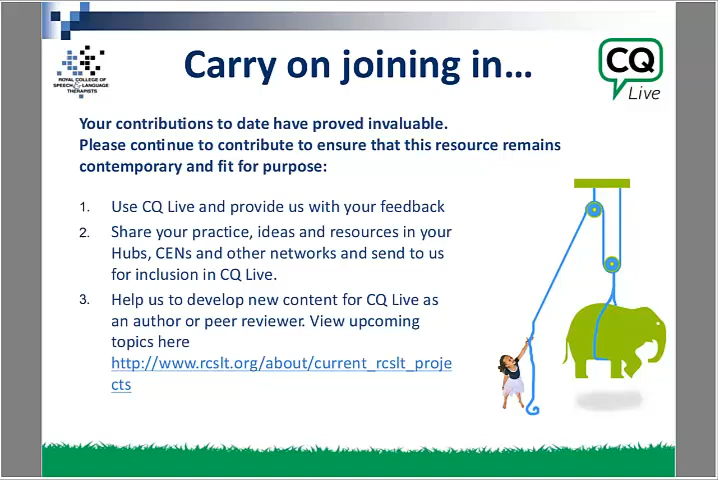 Carry on joining in...
CQ
Live
ROYAL COLLEGE OF
SPEECH & LANGUAGE
THERAPISTS
Your contributions to date have proved invaluable.
Please continue to contribute to ensure that this resource remains
contemporary and fit for purpose:
1. Use CQ Live and provide us with your feedback
2. Share your practice, ideas and resources in your
Hubs, CENs and other networks and send to us
for inclusion in CQ Live.
3. Help us to develop new content for CQ Live as
an author or peer reviewer. View upcoming
topics here
http://www.rcslt.org/about/current_rcslt_proje
cts